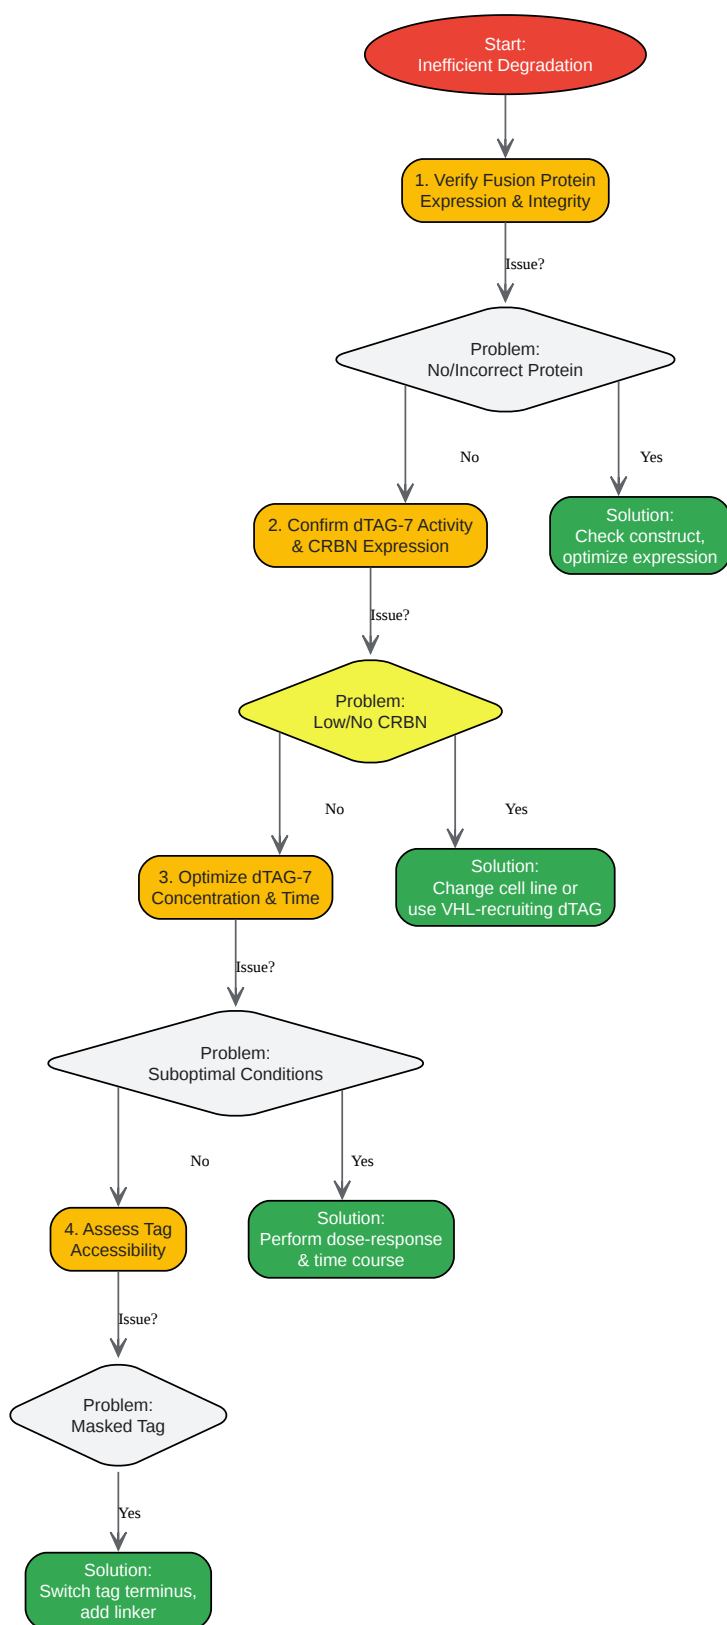 Start:
Inefficient Degradation
1. Verify Fusion Protein
Expression & Integrity
Issue?
Problem:
No/Incorrect Protein
No
Yes
2. Confirm dTAG-7 Activity
& CRBN Expression
Solution:
Check construct,
optimize expression
Issue?
Problem:
Low/No CRBN
No
Yes
3. Optimize dTAG-7
Concentration & Time
Solution:
Change cell line or
use VHL-recruiting dTAG
Issue?
Problem:
Suboptimal Conditions
No
Yes
4. Assess Tag
Accessibility
Solution:
Perform dose-response
& time course
Issue?
Problem:
Masked Tag
Yes
Solution:
Switch tag terminus,
add linker